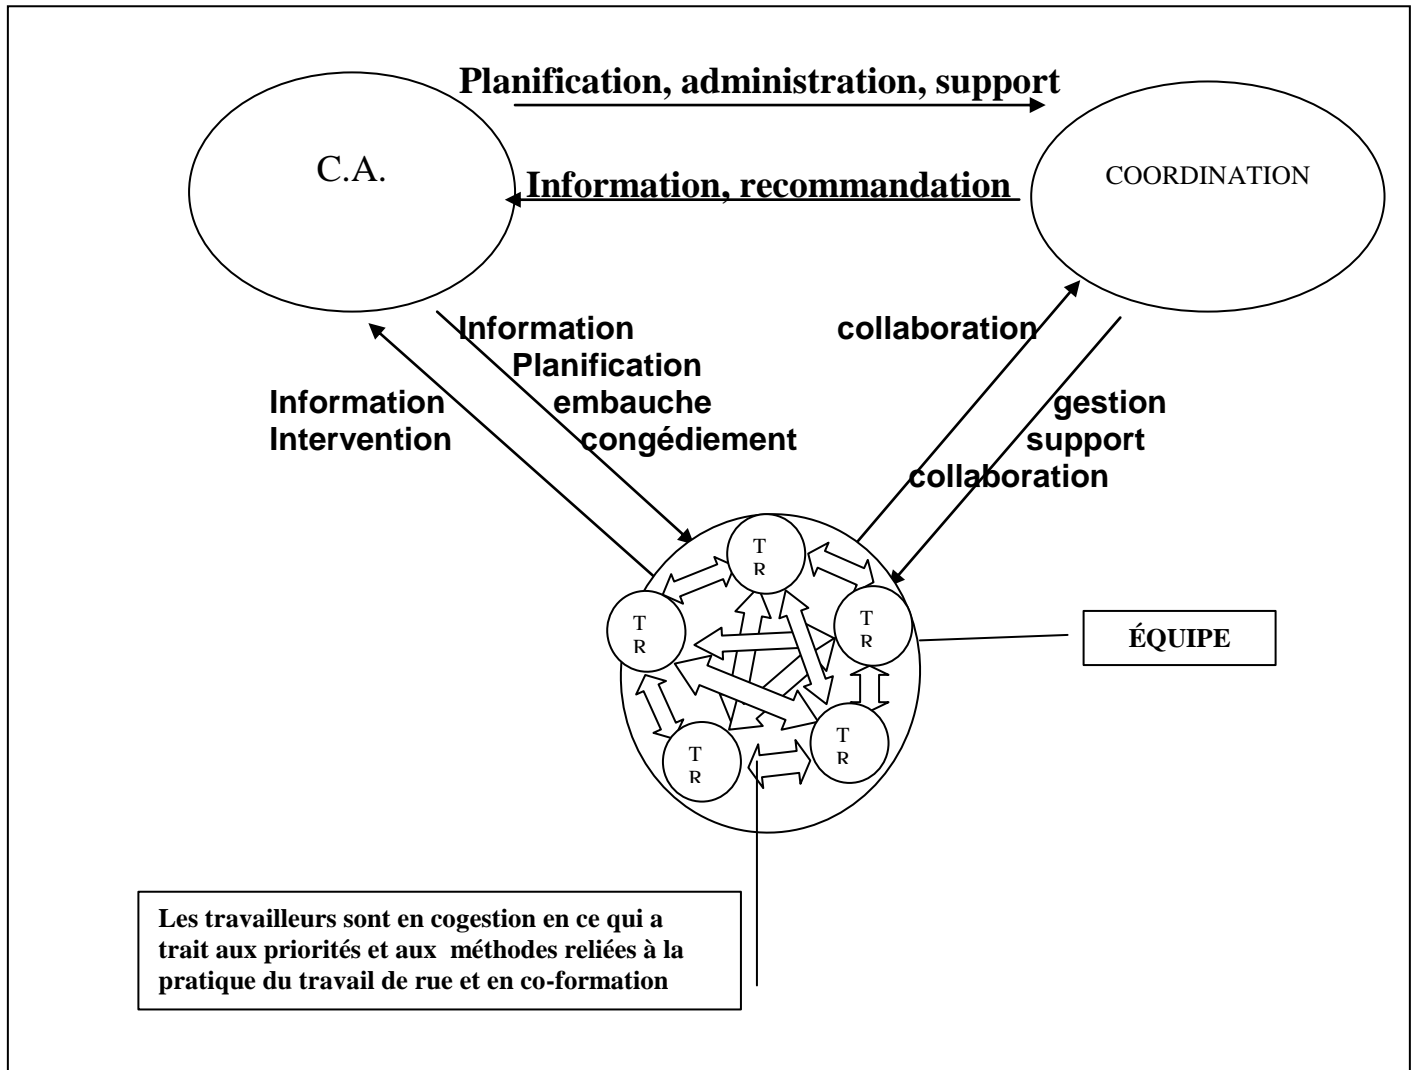 Planification, administration, support
C.A.
COORDINATION
Information, recommandation
Information
Planification
embauche
congédiement
Information
Intervention
collaboration
gestion
support
collaboration
T
R
T
R
T
R
T
R
T
R
ÉQUIPE
Les travailleurs sont en cogestion en ce qui a
trait aux priorités et aux méthodes reliées à la
pratique du travail de rue et en co-formation